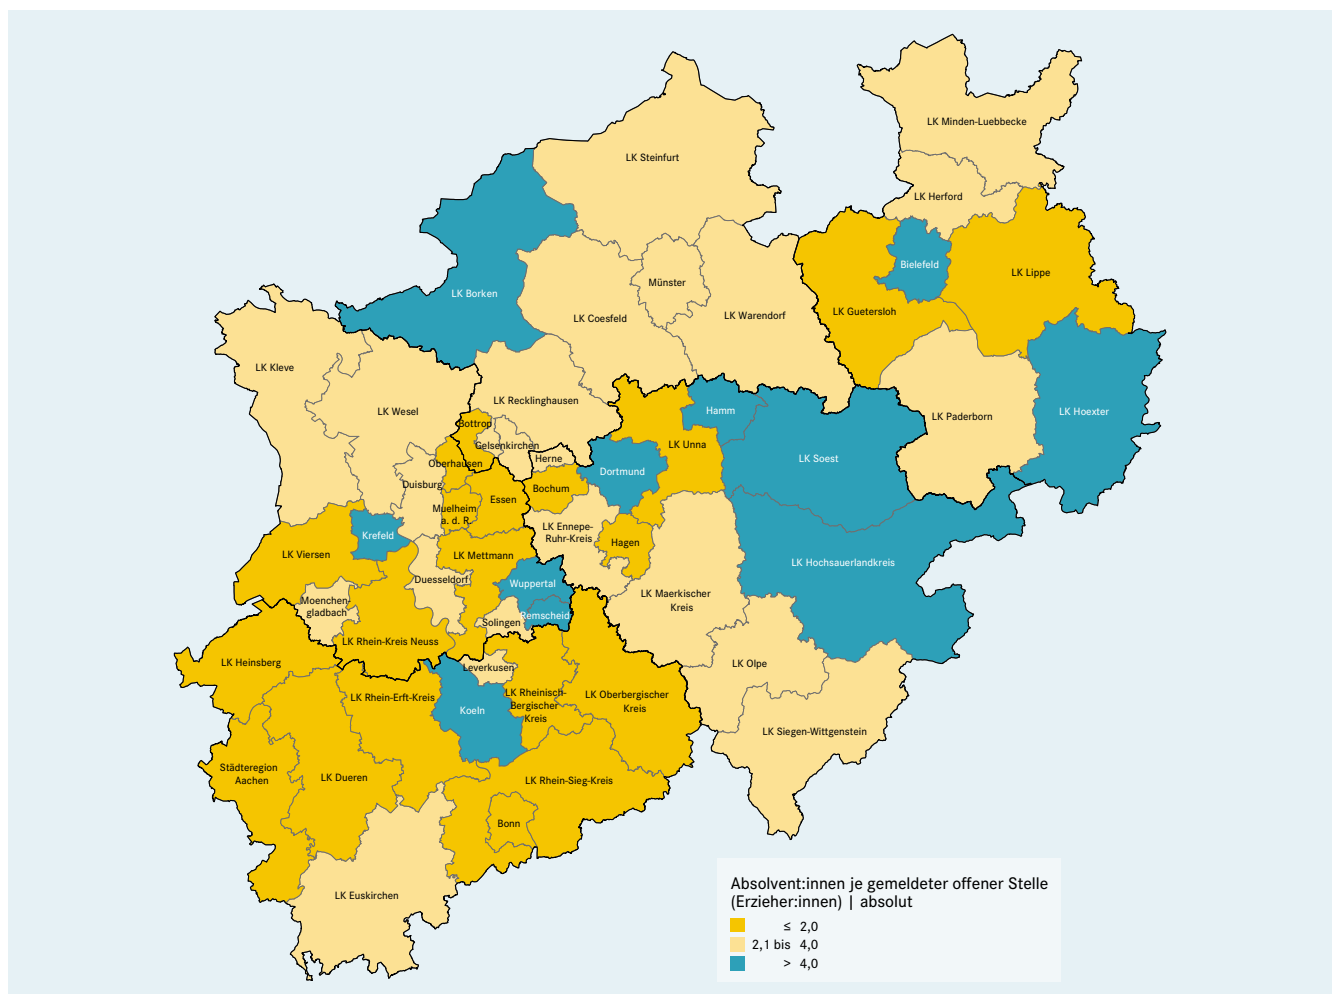 LK Minden-Luebbecke
LK Steinfurt
LK Herford
Bielefeld
LK Lippe
Münster
LK Borken
LK Guetersloh
LK Coesfeld
LK Warendorf
LK Kleve
LK Recklinghausen
LK Wesel
Hamm
LK Hoexter
LK Paderborn
Bottrop
Gelsenkirchen
LK Unna
Herne
LK Soest
Oberhausen
Dortmund
Duisburg
Bochum
Essen
Muelheim
a. d. R.
LK Ennepe-
Ruhr-Kreis
Krefeld
Hagen
LK Viersen
LK Mettmann
LK Hochsauerlandkreis
Duesseldorf
Wuppertal
LK Maerkischer
Kreis
Moenchen-
gladbach
Remscheid
Solingen
LK Rhein-Kreis Neuss
LK Heinsberg
LK Olpe
Leverkusen
LK Rhein-Erft-Kreis
LK Rheinisch-
Bergischer
Kreis
LK Oberbergischer
Kreis
Koeln
LK Siegen-Wittgenstein
Städteregion
Aachen
LK Dueren
LK Rhein-Sieg-Kreis
Bonn
LK Euskirchen
Absolvent:innen je gemeldeter offener Stelle
(Erzieher:innen) | absolut
≤ 2,0
2,1 bis 4,0
> 4,0